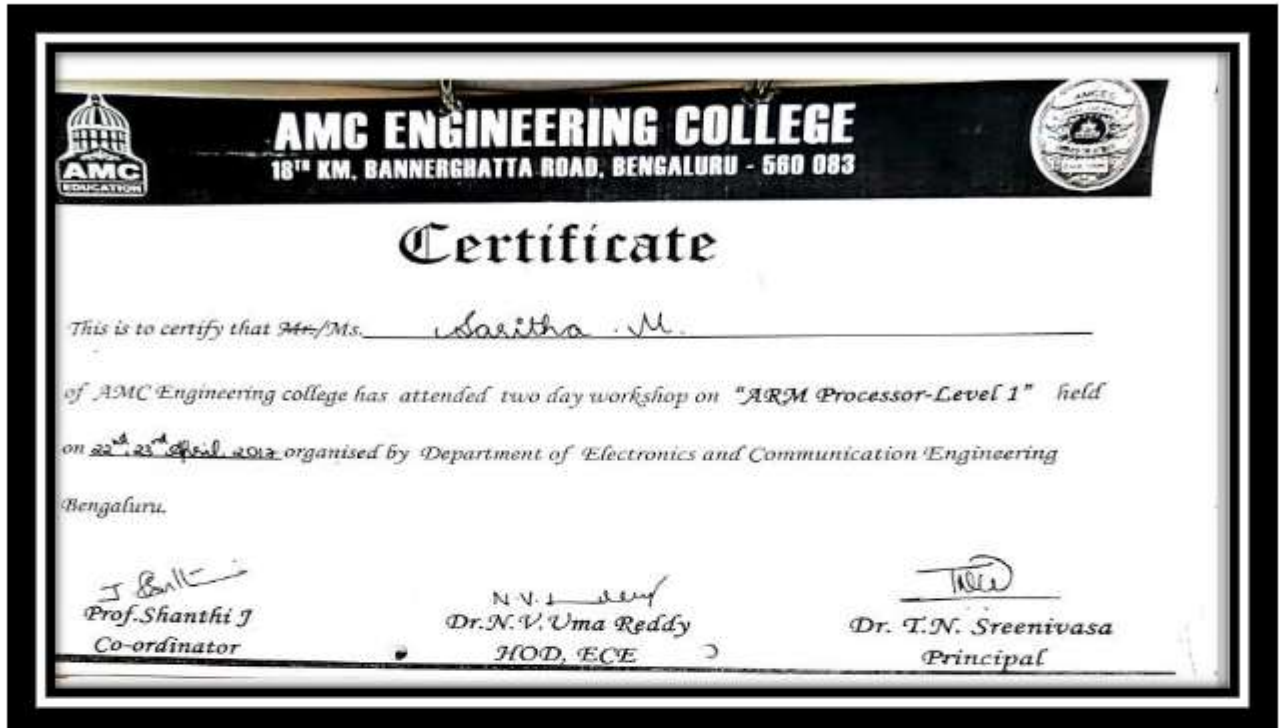 AMC ENGINEERING COLLEGE
18TH KM, BANNERGHATTA ROAD, BENGALURU - 560 083
AMC
EDUCATION
AMCEC
Certificate
This is to certify that Mr./Ms. Saritha . M.
of AMC Engineering college has attended two day workshop on "ARM Processor-Level 1" held
on 22nd, 23rd April 2017 organised by Department of Electronics and Communication Engineering
Bengaluru.
Prof.Shanthi J
Co-ordinator
N.V.
Dr.N.V.Uma Reddy
HOD, ECE
Dr. T.N. Sreenivasa
Principal